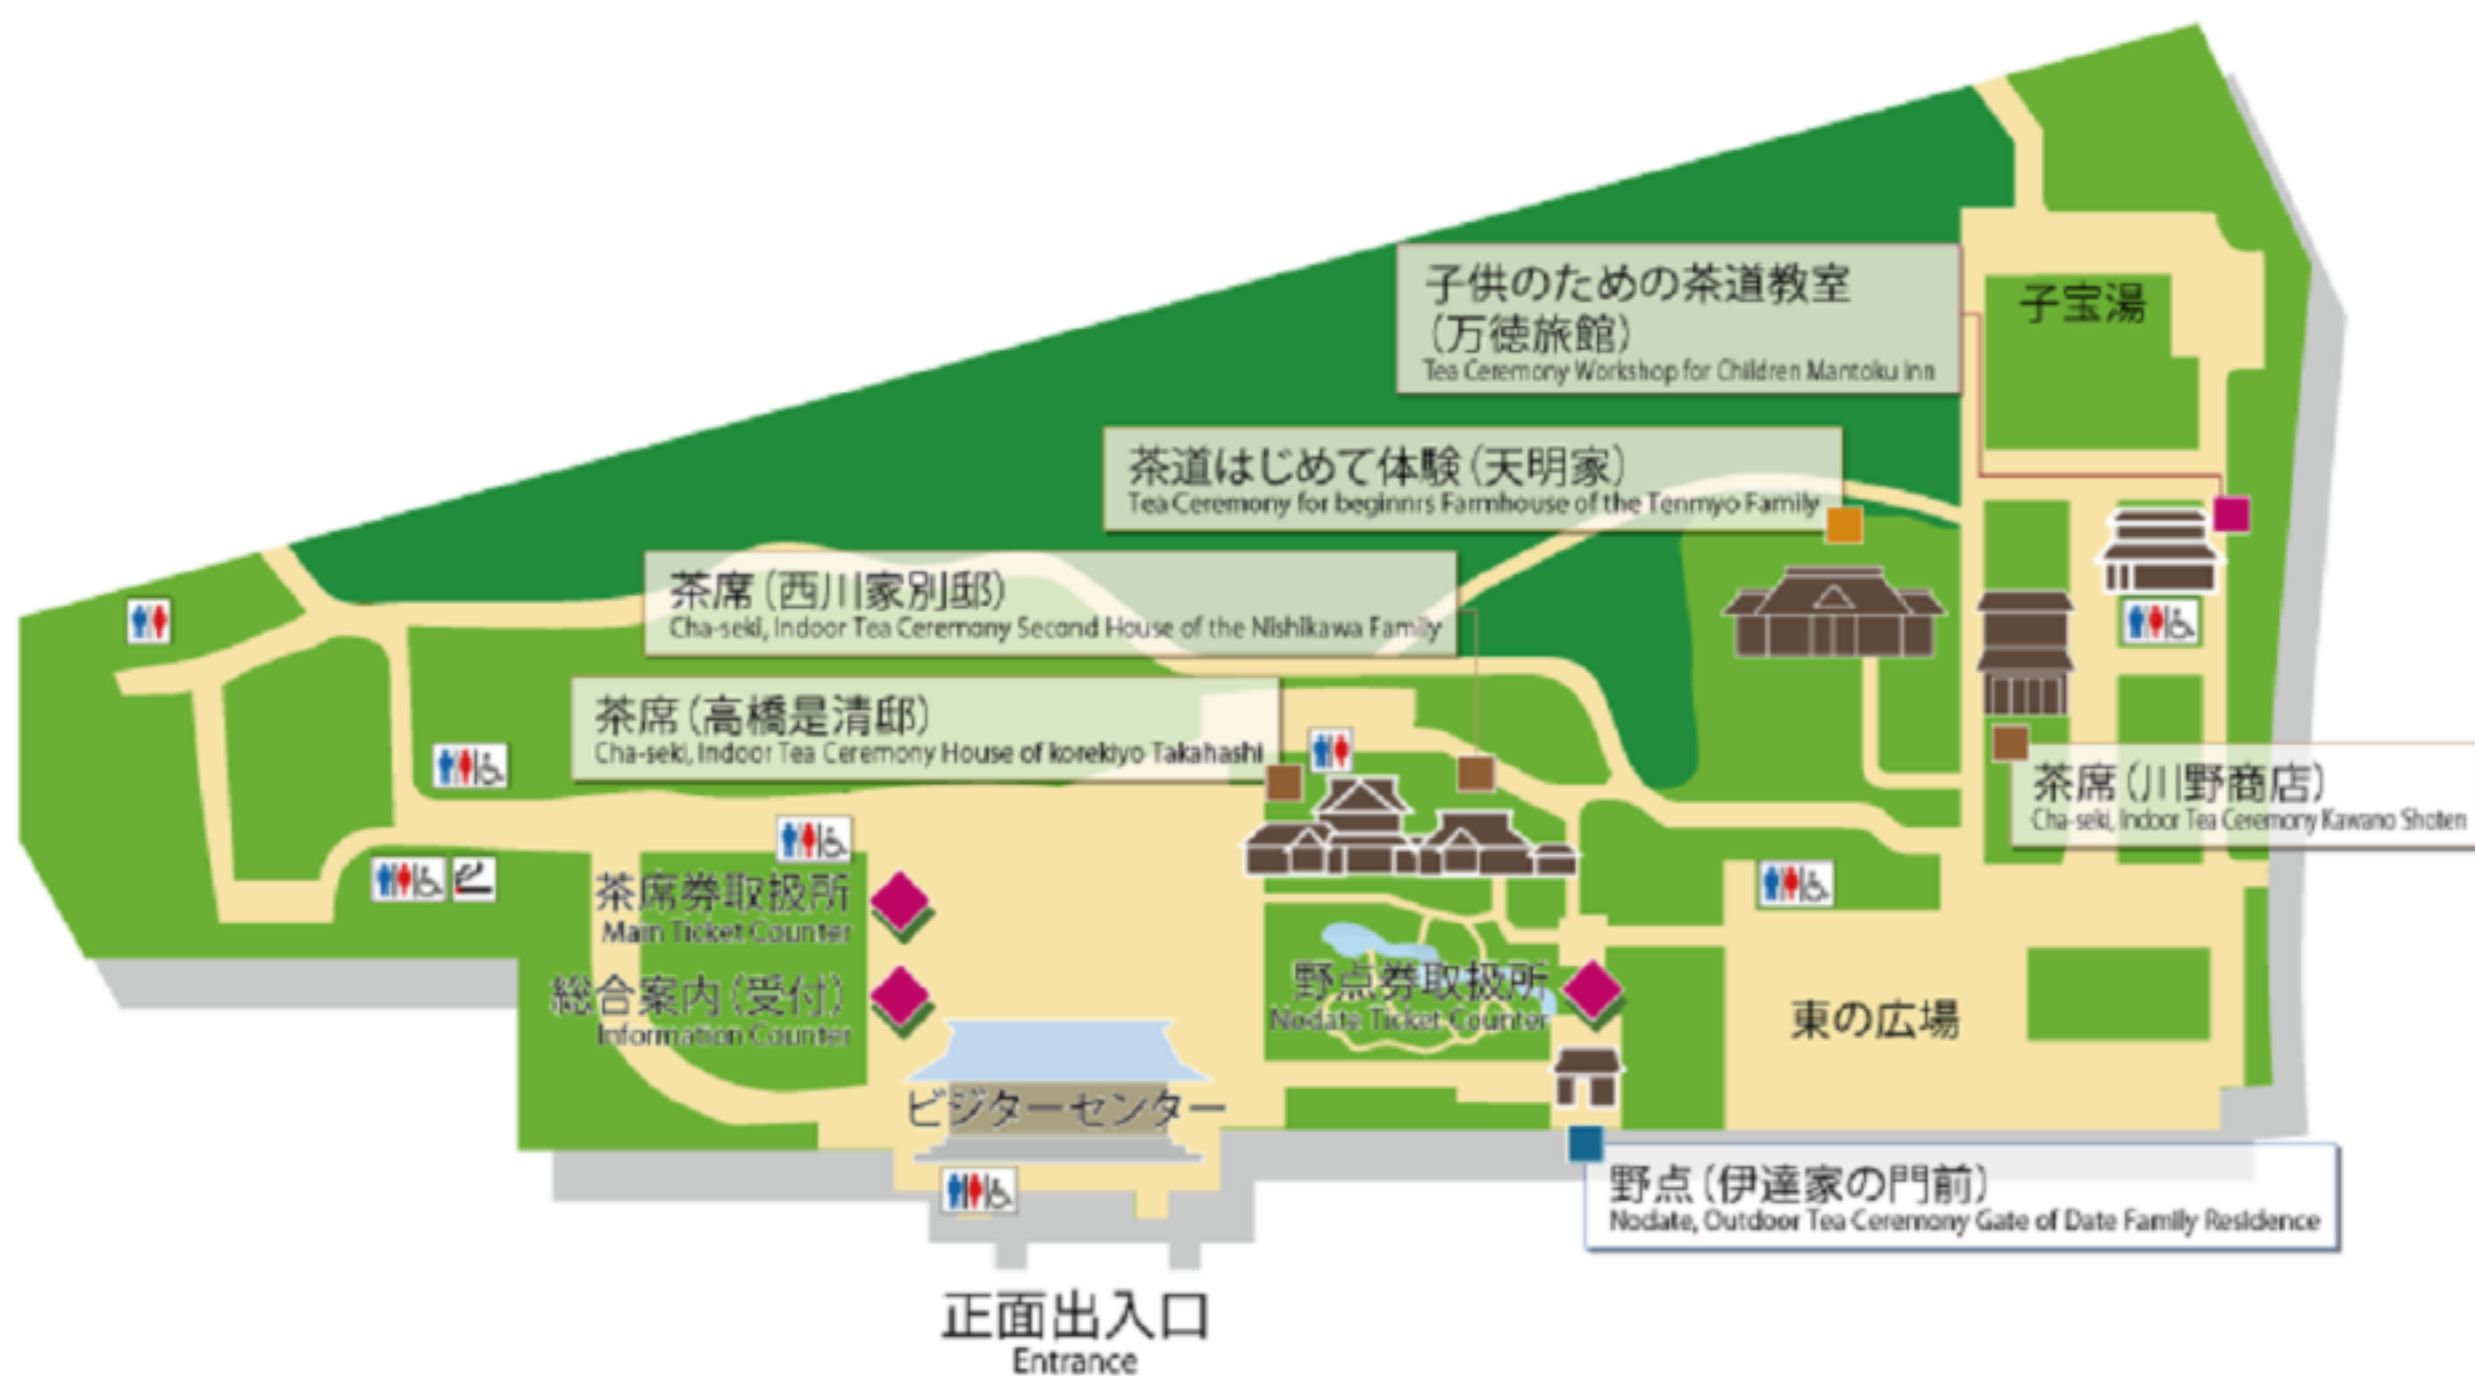 子供のための茶道教室
(万徳旅館)
Tea Ceremony Workshop for Children Mantoku inn
子宝湯
茶道はじめて体験(天明家)
Tea Ceremony for beginnrs Farmhouse of the Tenmyo Family
茶席(西川家別邸)
Cha-seki, Indoor Tea Ceremony Second House of the Nishikawa Family
茶席(高橋是清邸)
Cha-seki, Indoor Tea Ceremony House of korekiyo Takahashi
茶席(川野商店)
Cha-seki, Indoor Tea Ceremony Kawano Shoten
茶席券取扱所
Main Ticket Counter
総合案内(受付)
Information Counter
野点券取扱所
Nodate Ticket Counter
東の広場
ビジターセンター
野点(伊達家の門前)
Nodate, Outdoor Tea Ceremony Gate of Date Family Residence
正面出入口
Entrance